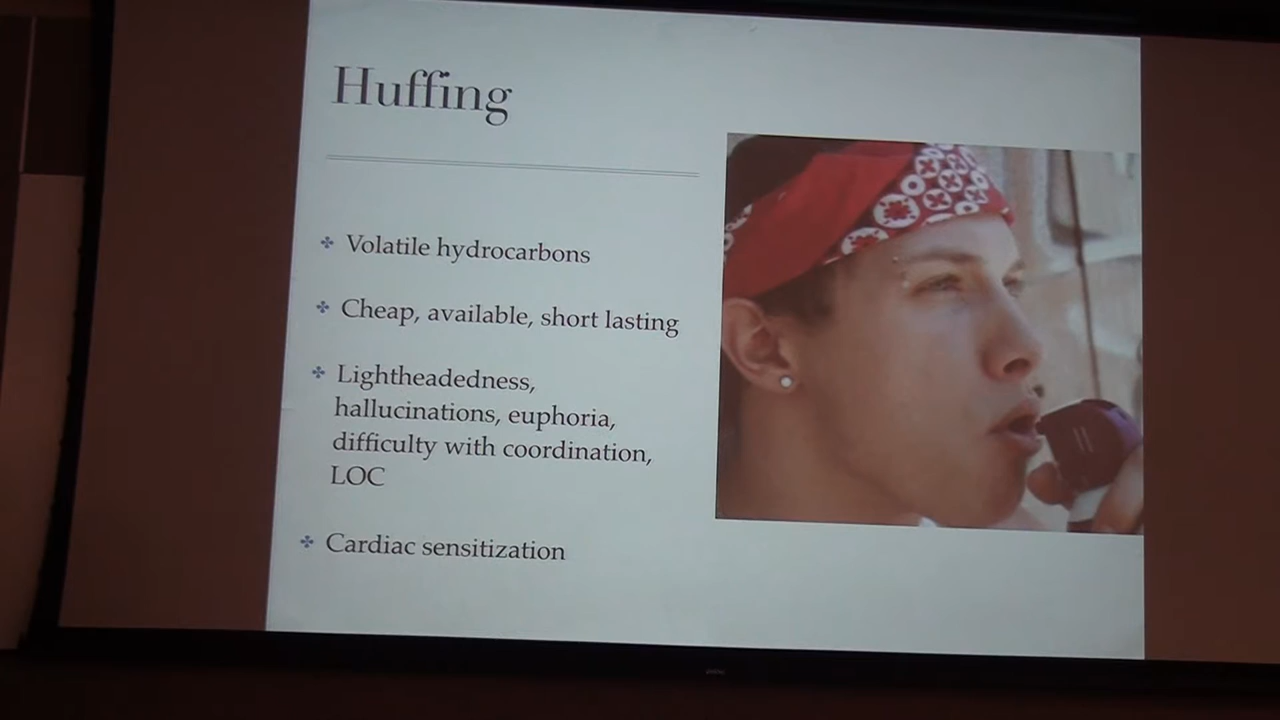 Huffing
Volatile hydrocarbons
Cheap, available, short lasting
Lightheadedness,
hallucinations, euphoria,
difficulty with coordination,
LOC
Cardiac sensitization